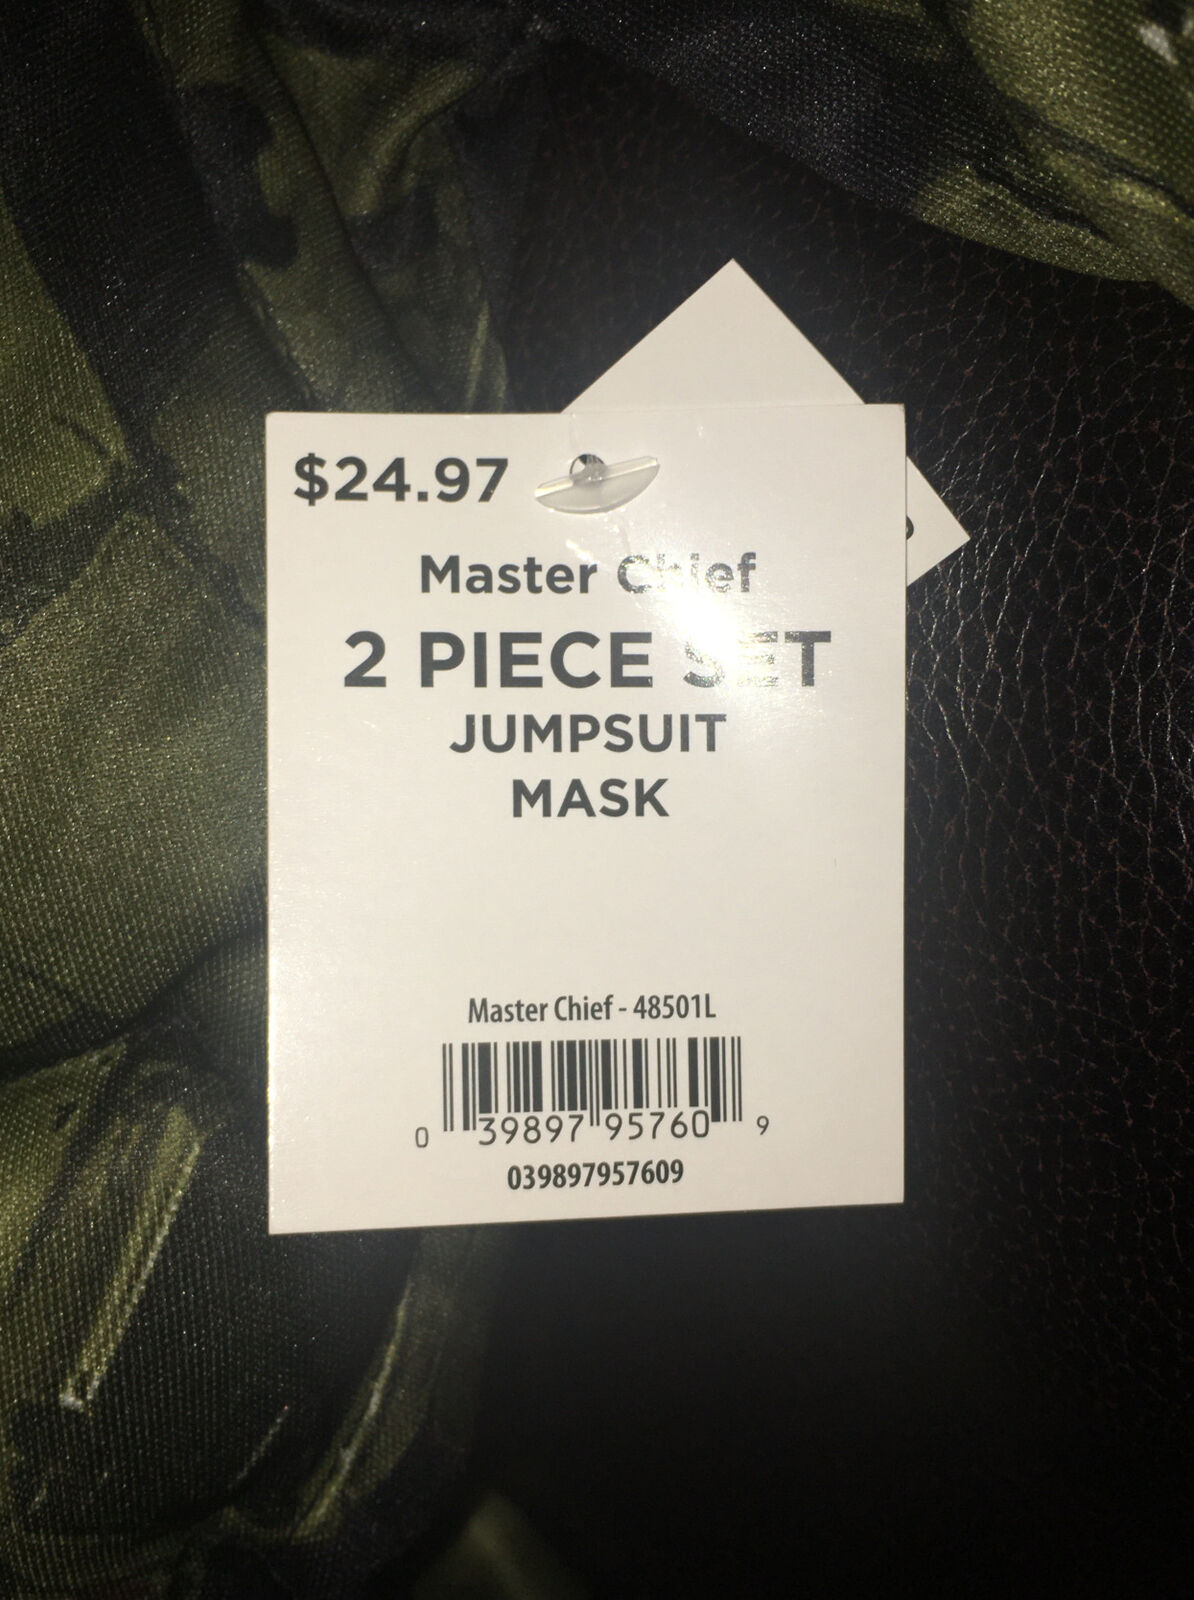 $24.97
Master Chief
2 PIECE SET
JUMPSUIT
MASK
Master Chief - 48501L
0 39897 95760 9
039897957609